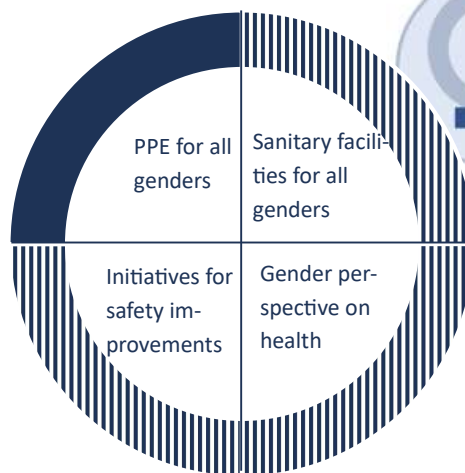 PPE for all
genders
Sanitary facili-
ties for all
genders
Initiatives for
safety im-
provements
Gender per-
spective on
health